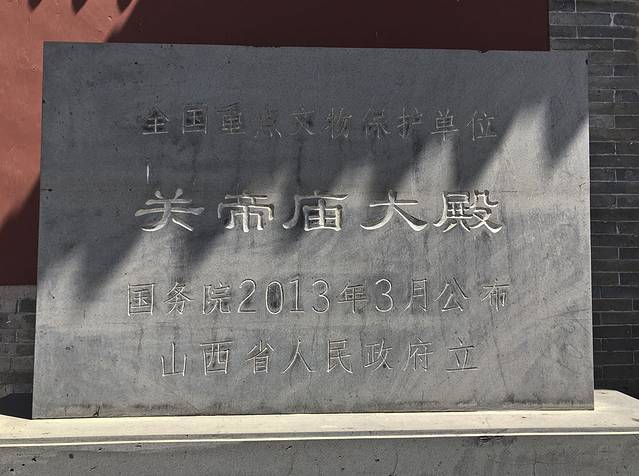 全国重点文物保护单位
关帝庙大殿
国务院2013年3月公布
山西省人民政府立